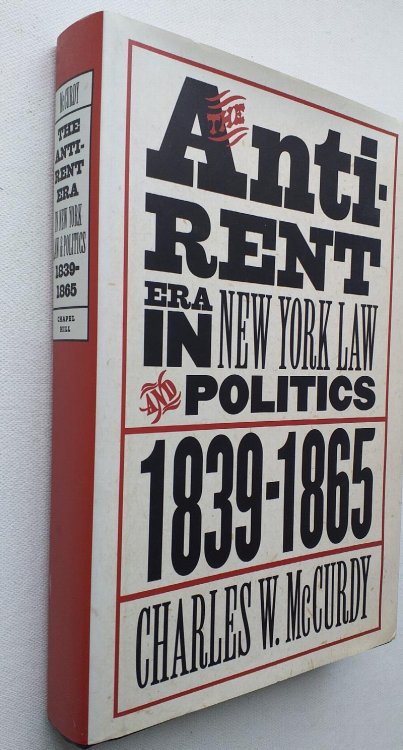 McCURDY
THE
ANTI-
RENT
ERA
IN NEW YORK
LAW & POLITICS
1839-
1865
CHAPEL
HILL
THE
Anti-
RENT
ERA
IN NEW YORK LAW
AND POLITICS
1839-1865
CHARLES W. McCURDY